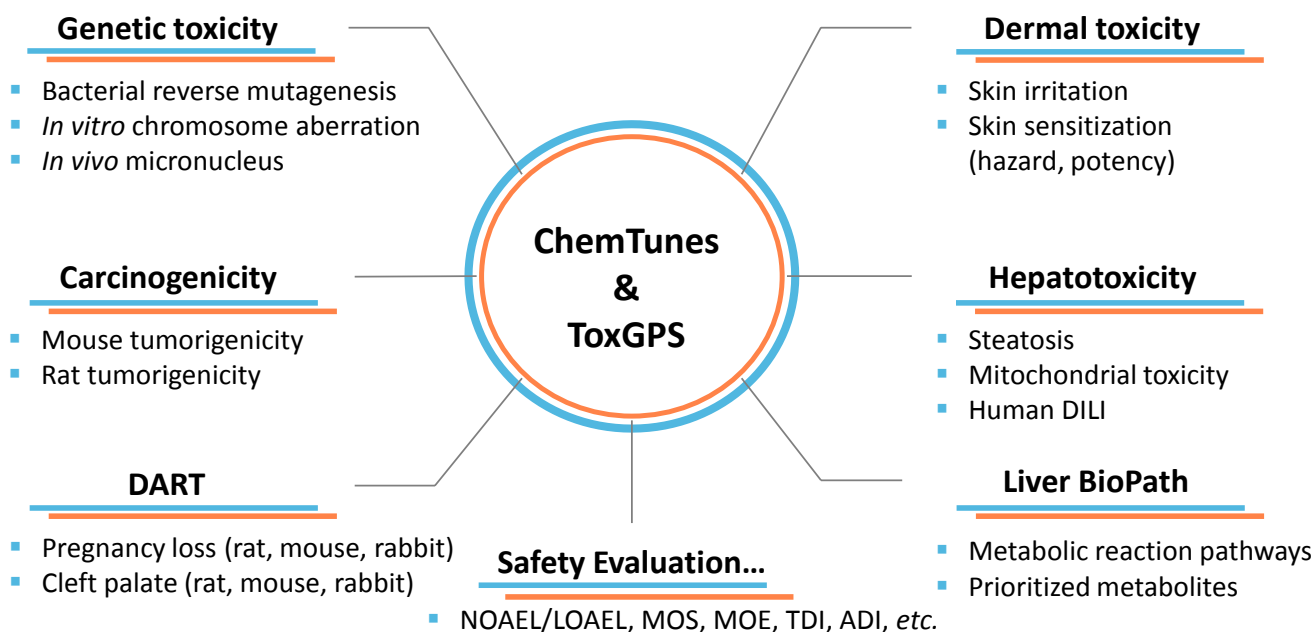 Genetic toxicity
▪ Bacterial reverse mutagenesis
▪ In vitro chromosome aberration
▪ In vivo micronucleus
Carcinogenicity
▪ Mouse tumorigenicity
▪ Rat tumorigenicity
DART
▪ Pregnancy loss (rat, mouse, rabbit)
▪ Cleft palate (rat, mouse, rabbit)
ChemTunes
&
ToxGPS
Safety Evaluation...
▪ NOAEL/LOAEL, MOS, MOE, TDI, ADI, etc.
Dermal toxicity
▪ Skin irritation
▪ Skin sensitization
(hazard, potency)
Hepatotoxicity
▪ Steatosis
▪ Mitochondrial toxicity
▪ Human DILI
Liver BioPath
▪ Metabolic reaction pathways
▪ Prioritized metabolites